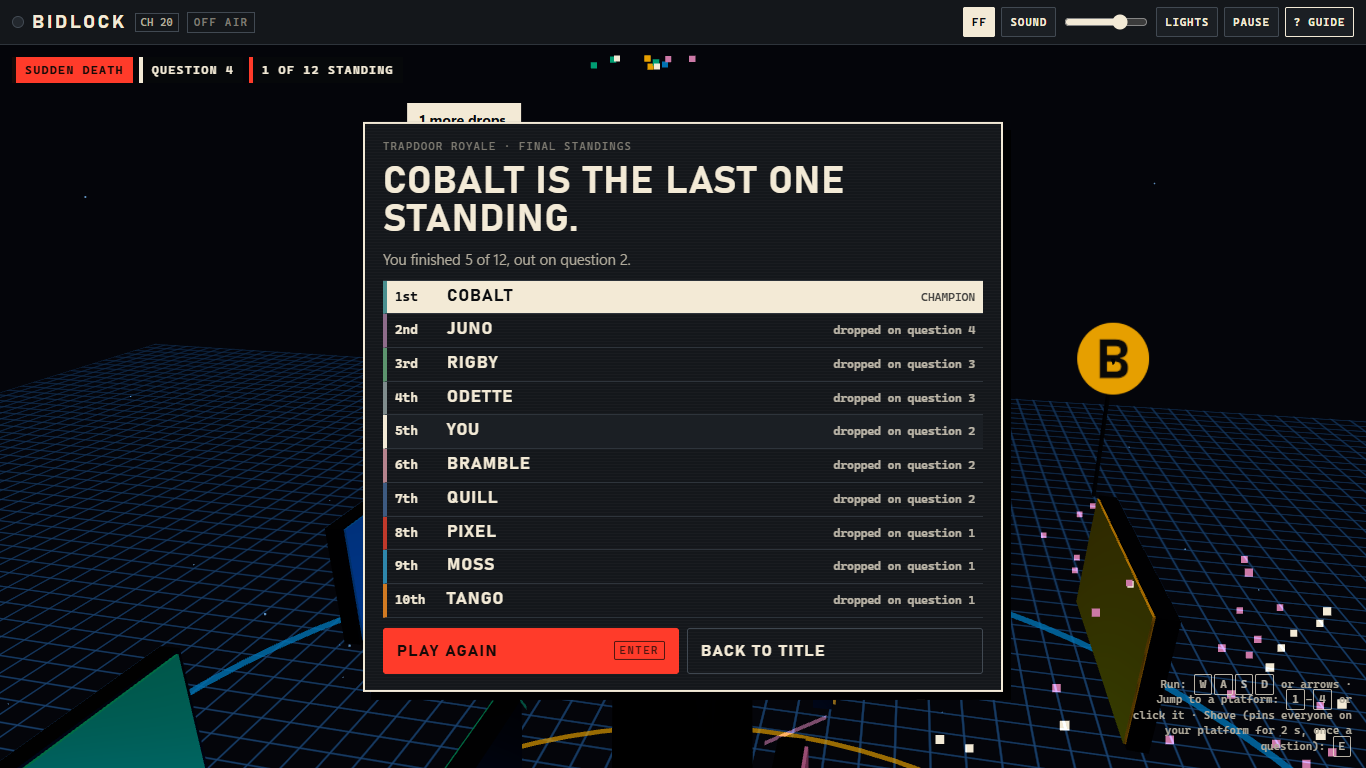 BIDLOCK CH 20 OFF AIR FF SOUND LIGHTS PAUSE ? GUIDE
SUDDEN DEATH QUESTION 4 1 OF 12 STANDING
1 more drops
TRAPDOOR ROYALE · FINAL STANDINGS
COBALT IS THE LAST ONE
STANDING.
You finished 5 of 12, out on question 2.
1st COBALT CHAMPION
2nd JUNO dropped on question 4
3rd RIGBY dropped on question 3
4th ODETTE dropped on question 3
5th YOU dropped on question 2
6th BRAMBLE dropped on question 2
7th QUILL dropped on question 2
8th PIXEL dropped on question 1
9th MOSS dropped on question 1
10th TANGO dropped on question 1
PLAY AGAIN ENTER BACK TO TITLE
B
Run: W A S D or arrows ·
Jump to a platform: 1 – 4 or
click it · Shove (pins everyone on
your platform for 2 s, once a
question): E